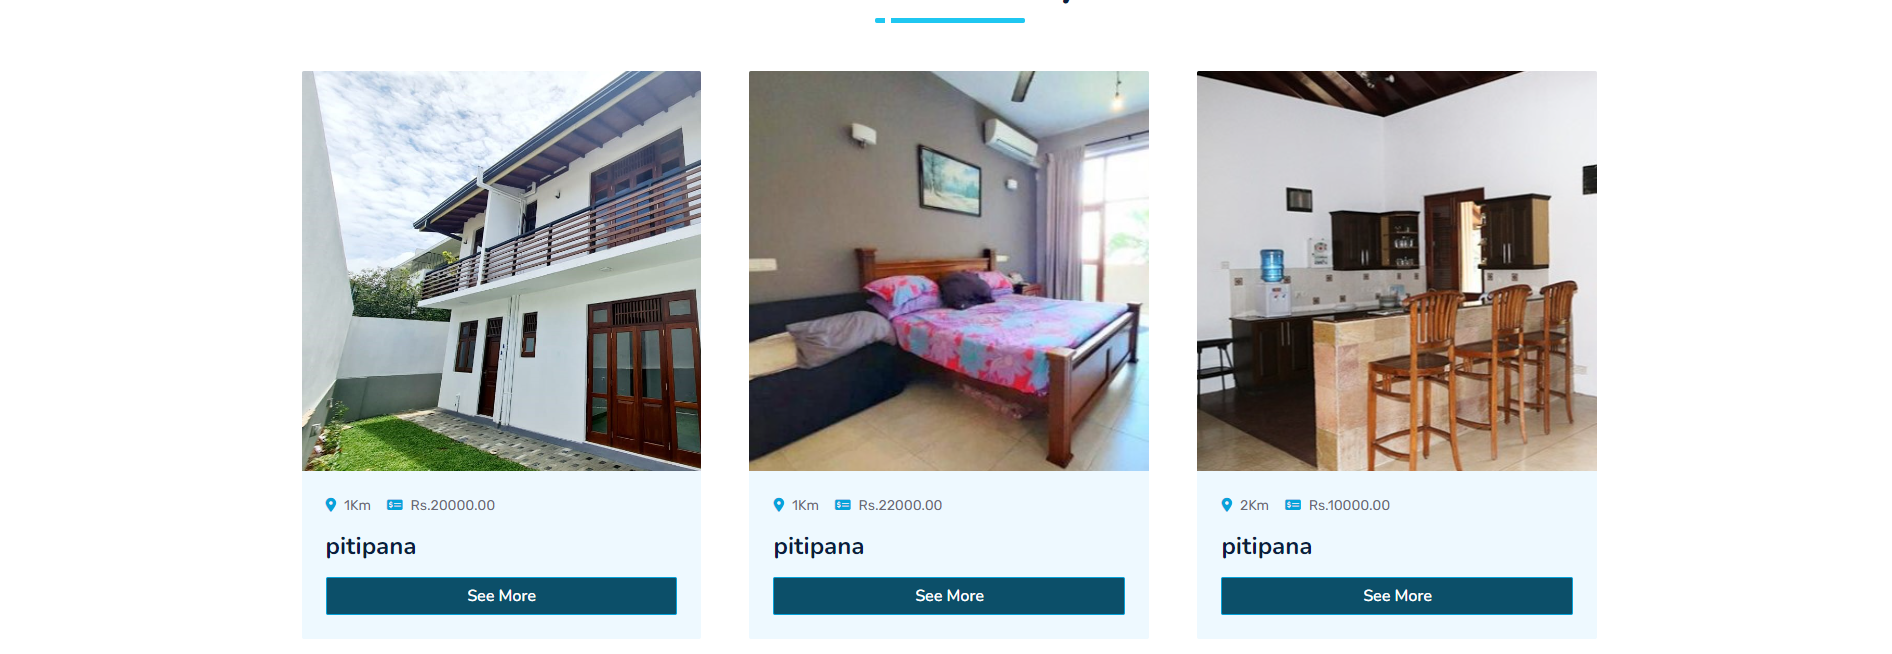 1Km Rs.20000.00
pitipana
See More
1Km Rs.22000.00
pitipana
See More
2Km Rs.10000.00
pitipana
See More